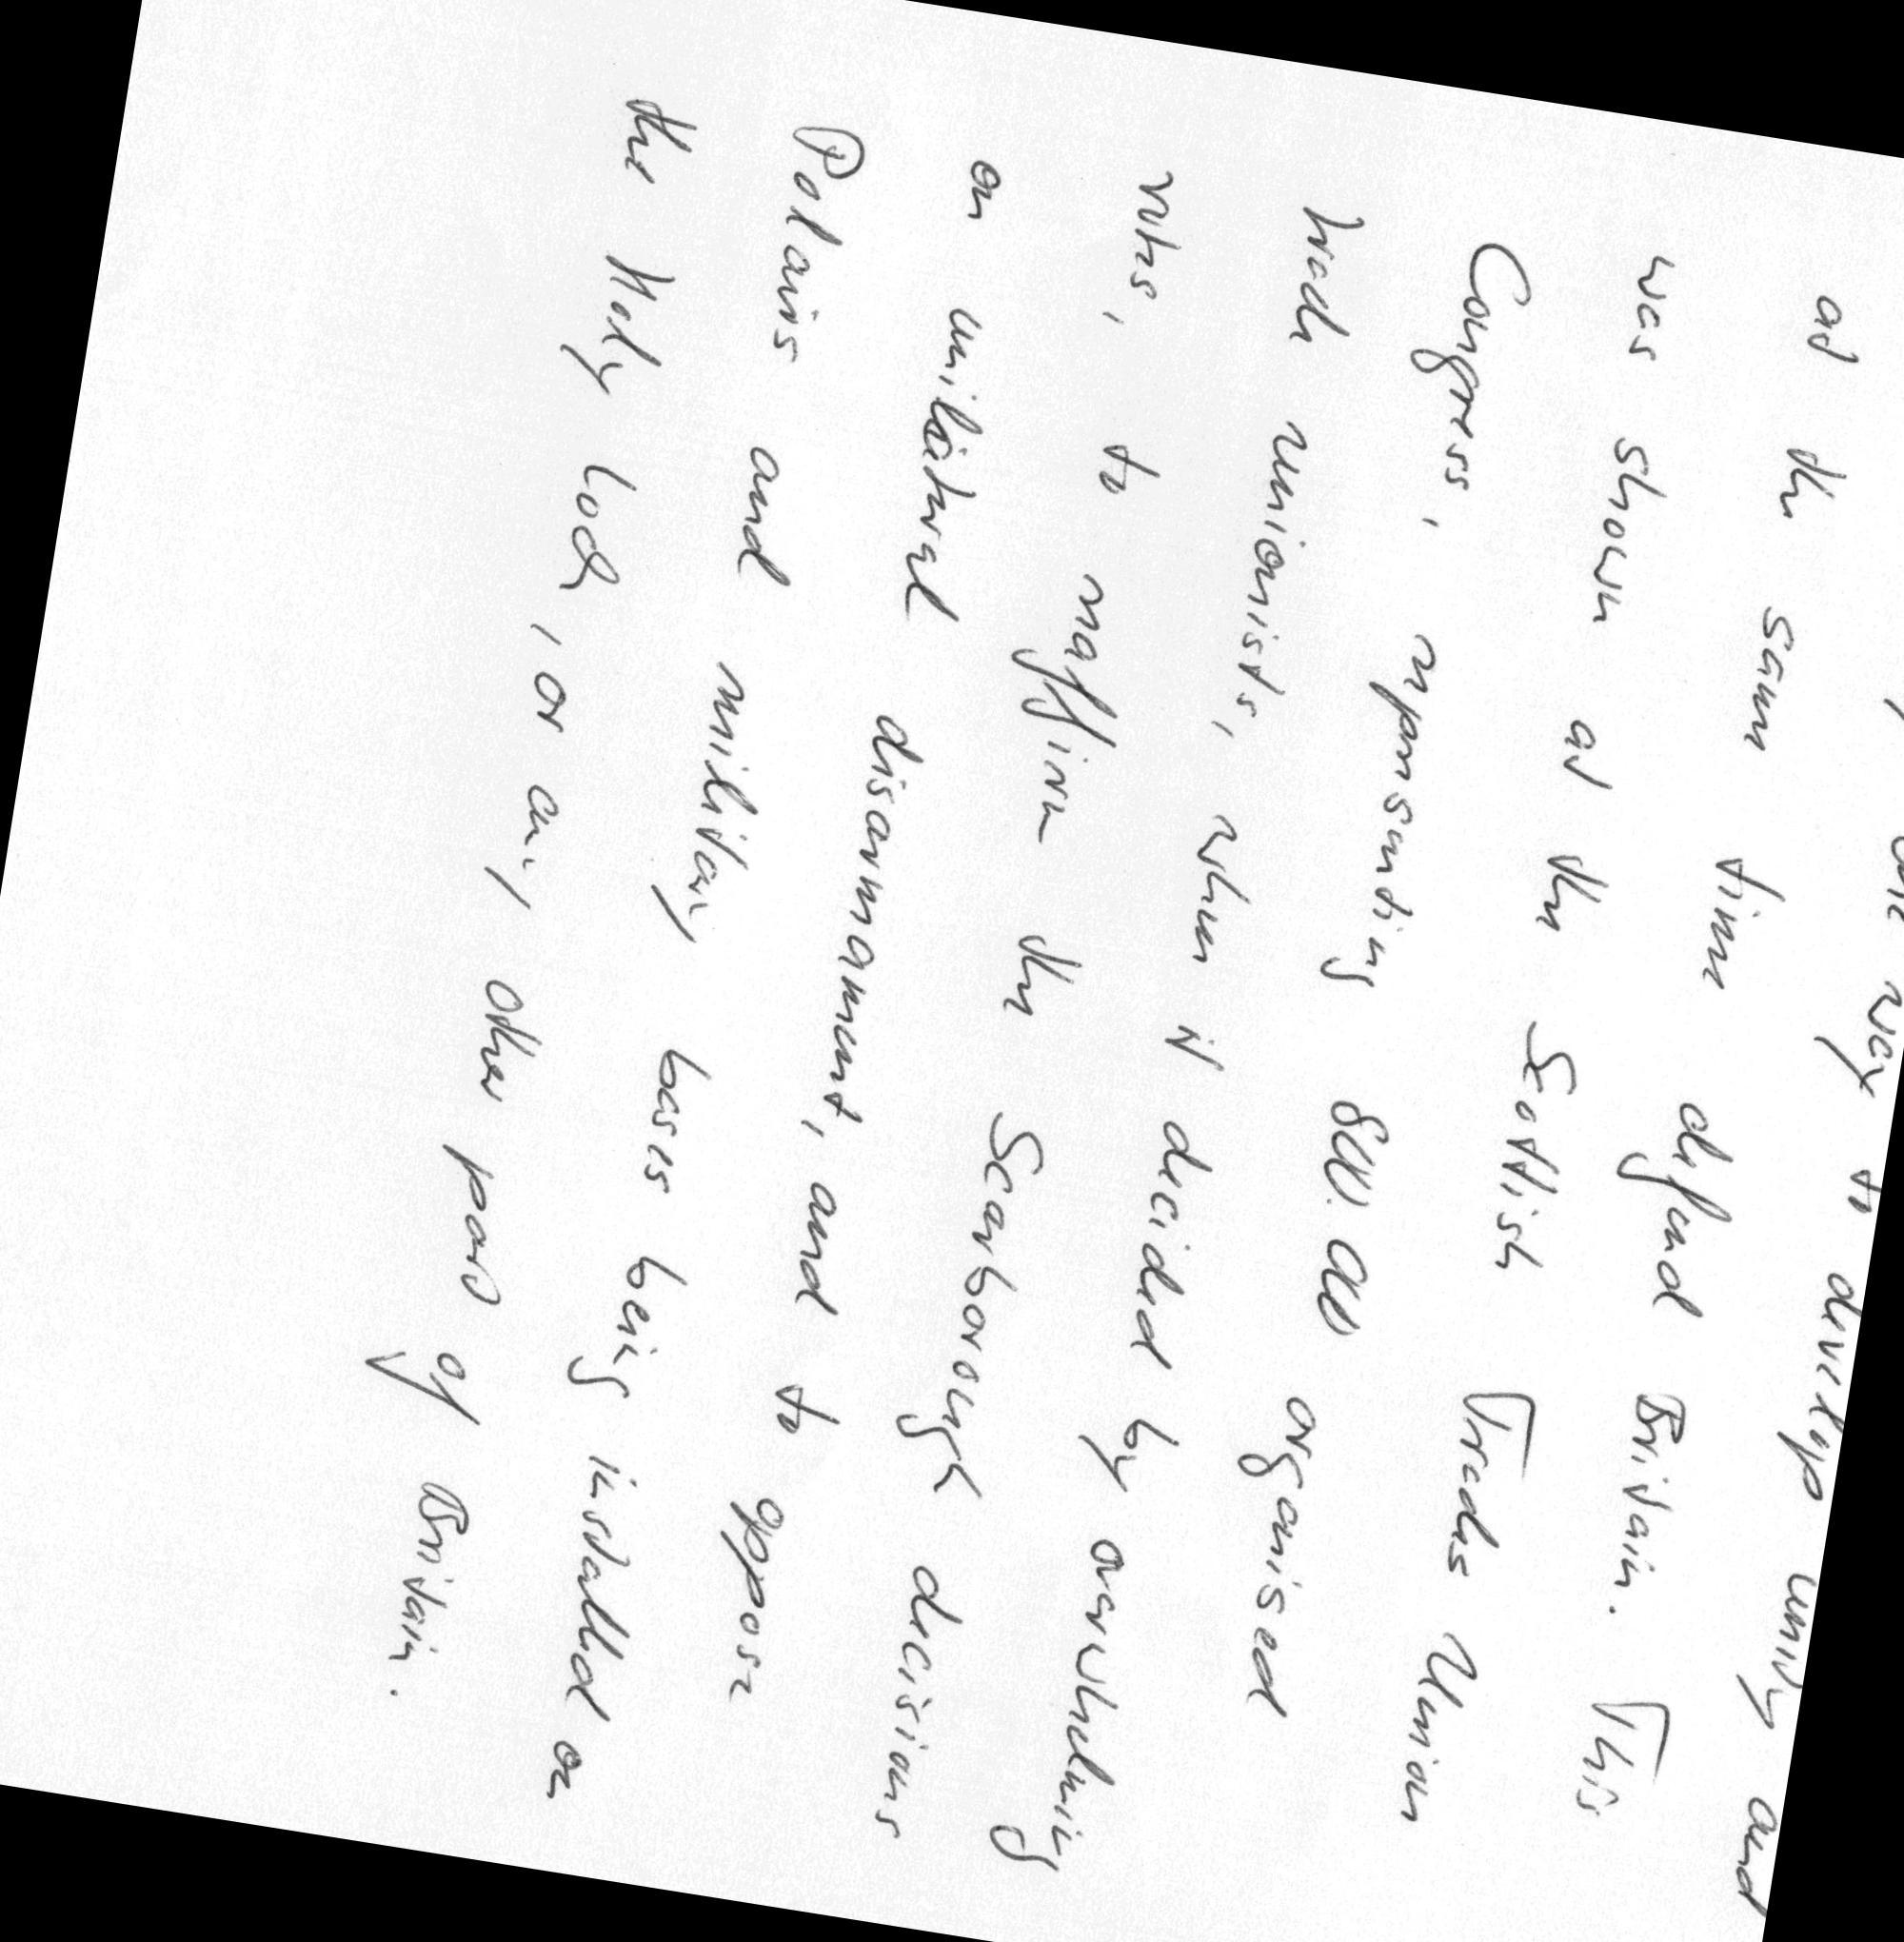 way to develop unity and
at the same time defend Britain. This
was shown at the Scottish Trades Union
Congress, representing 800,000 organised
trade unionists, when it decided by overwhelming
votes, to reaffirm the Scarborough decisions
on unilateral disarmament, and to oppose
Polaris and military bases being installed on
the Holy Loch, or any other part of Britain.